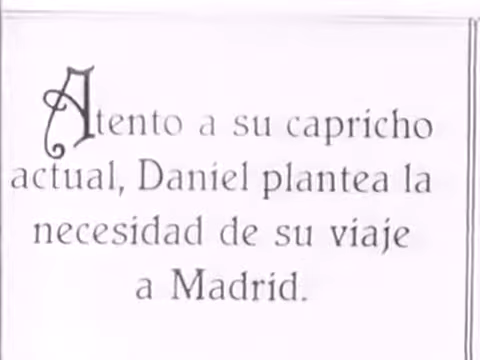 Atento a su capricho
actual, Daniel plantea la
necesidad de su viaje
a Madrid.